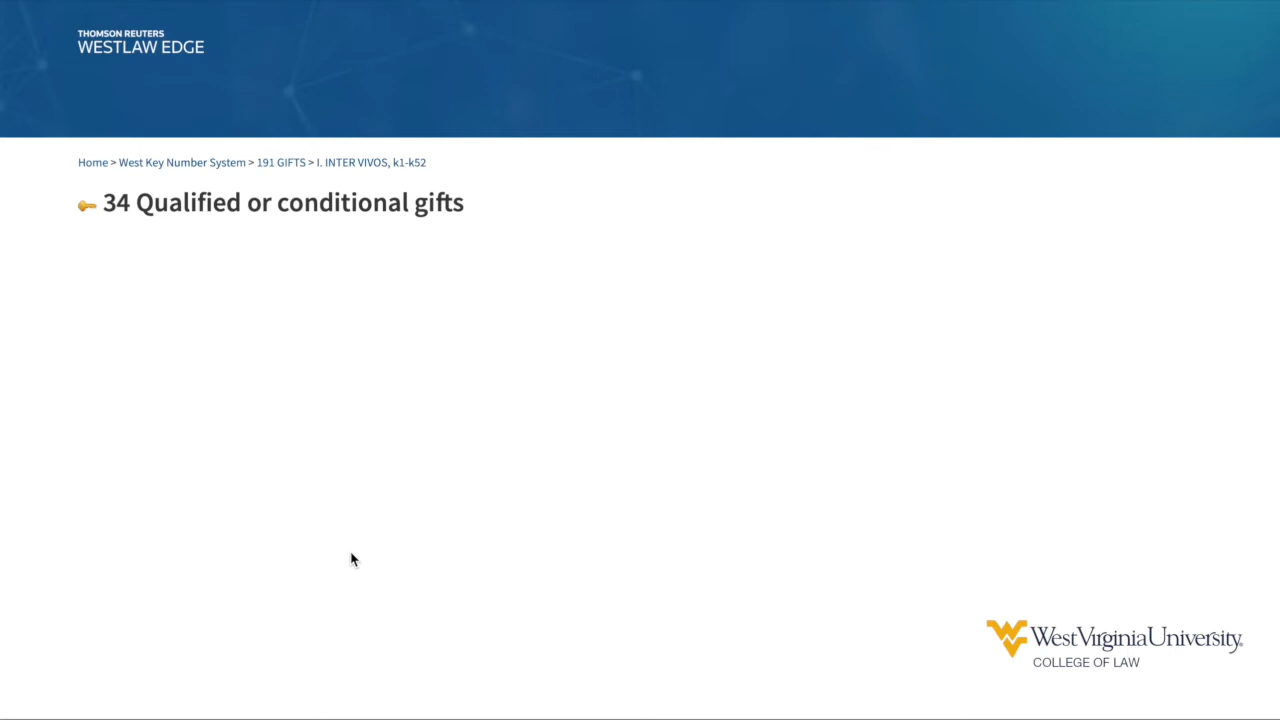 THOMSON REUTERS
WESTLAW EDGE
Home > West Key Number System > 191 GIFTS > I. INTER VIVOS, k1-k52
34 Qualified or conditional gifts
WestVirginiaUniversity.
COLLEGE OF LAW